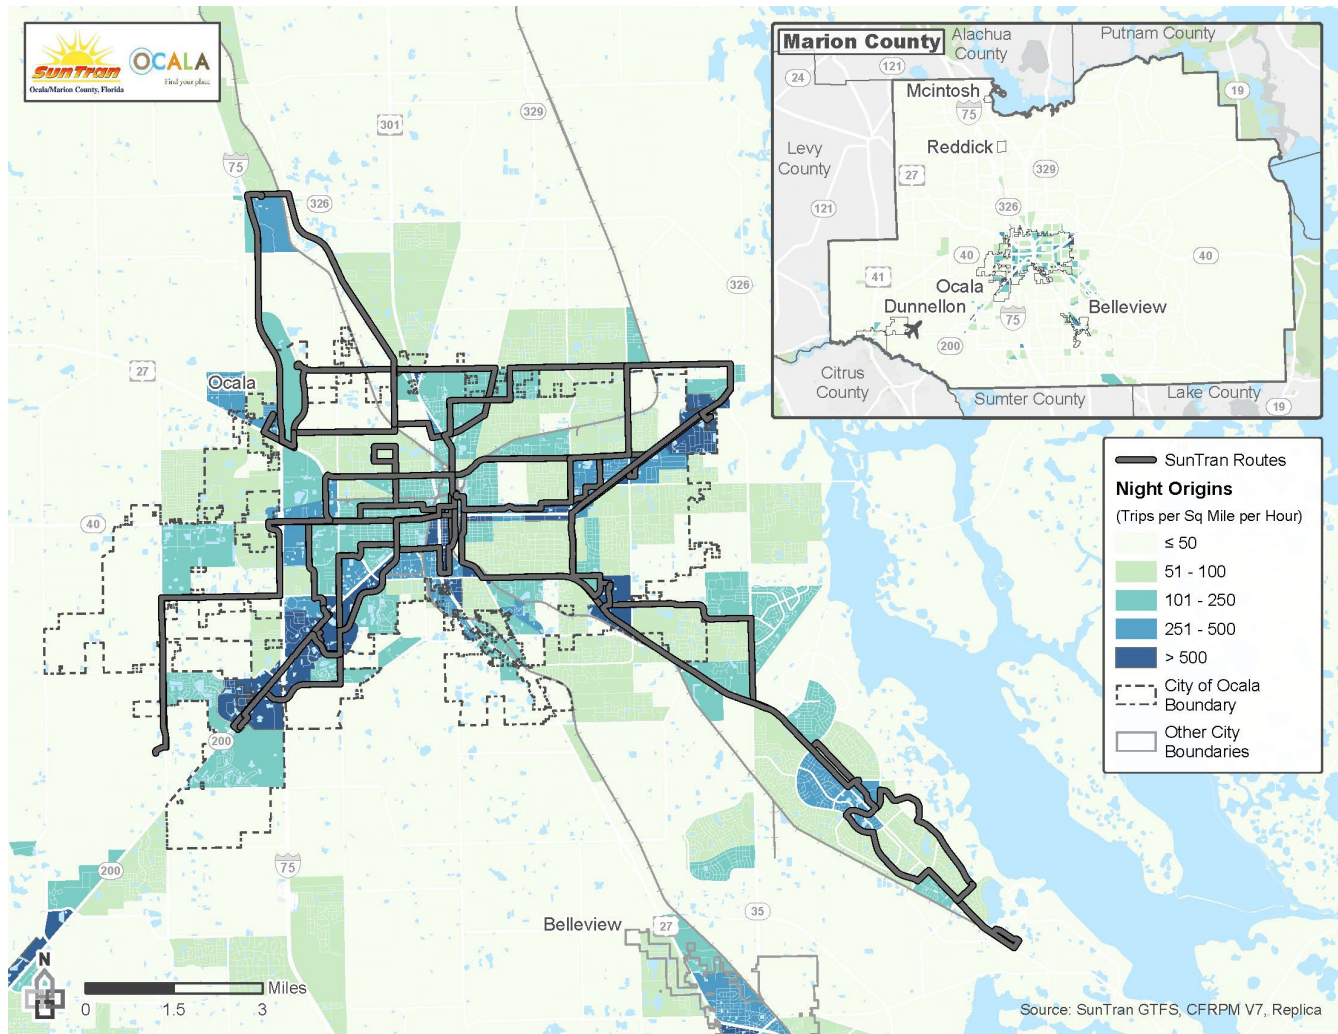 SunTran
Ocala/Marion County, Florida
OCALA
Find your place
75
326
301
329
326
27
Ocala
40
200
200
75
Belleview
27
35
N
0 1.5 3 Miles
Marion County
Alachua
County
Putnam County
24
121
Mcintosh
75
19
Levy
County
Reddick
27
329
121
326
40
40
41
Ocala
Dunnellon
75
Belleview
200
Citrus
County
Sumter County
Lake County
19
SunTran Routes
Night Origins
(Trips per Sq Mile per Hour)
≤ 50
51 - 100
101 - 250
251 - 500
> 500
City of Ocala
Boundary
Other City
Boundaries
Source: SunTran GTFS, CFRPM V7, Replica